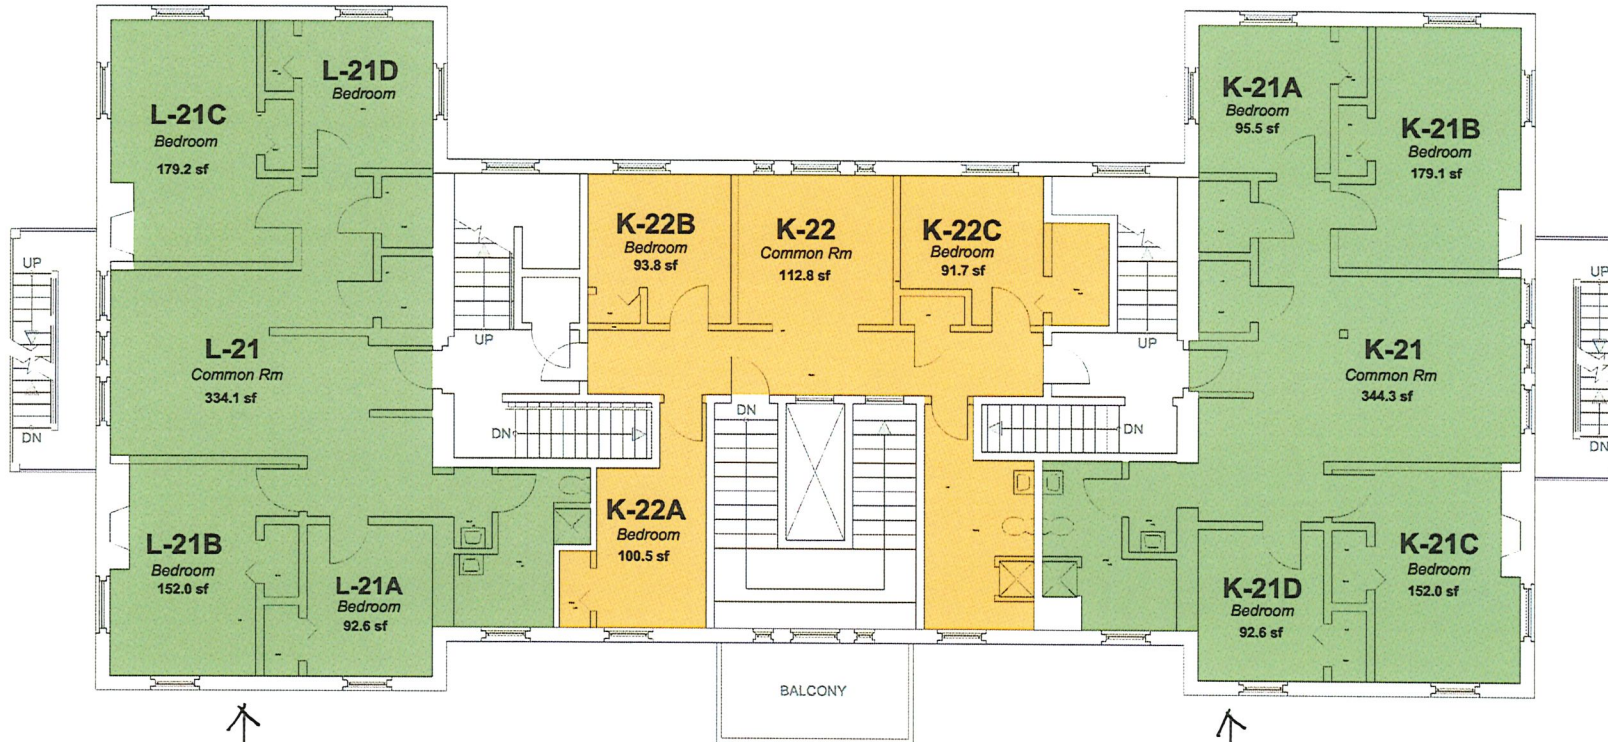 L-21C
Bedroom
179.2 sf
L-21D
Bedroom
K-21A
Bedroom
95.5 sf
K-21B
Bedroom
179.1 sf
K-22B
Bedroom
93.8 sf
K-22
Common Rm
112.8 sf
K-22C
Bedroom
91.7 sf
UP
DN
UP
UP
UP
DN
L-21
Common Rm
334.1 sf
K-21
Common Rm
344.3 sf
DN
DN
DN
L-21B
Bedroom
152.0 sf
L-21A
Bedroom
92.6 sf
K-22A
Bedroom
100.5 sf
K-21D
Bedroom
92.6 sf
K-21C
Bedroom
152.0 sf
BALCONY